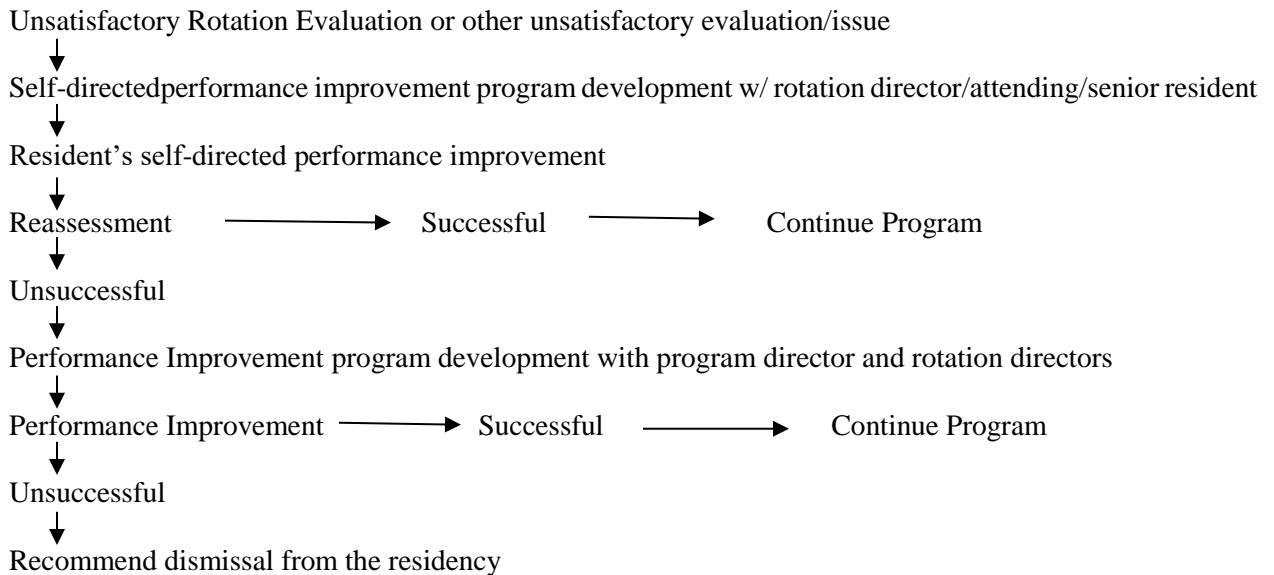 Unsatisfactory Rotation Evaluation or other unsatisfactory evaluation/issue
Self-directedperformance improvement program development w/ rotation director/attending/senior resident
Resident’s self-directed performance improvement
Reassessment Successful Continue Program
Unsuccessful
Performance Improvement program development with program director and rotation directors
Performance Improvement Successful Continue Program
Unsuccessful
Recommend dismissal from the residency